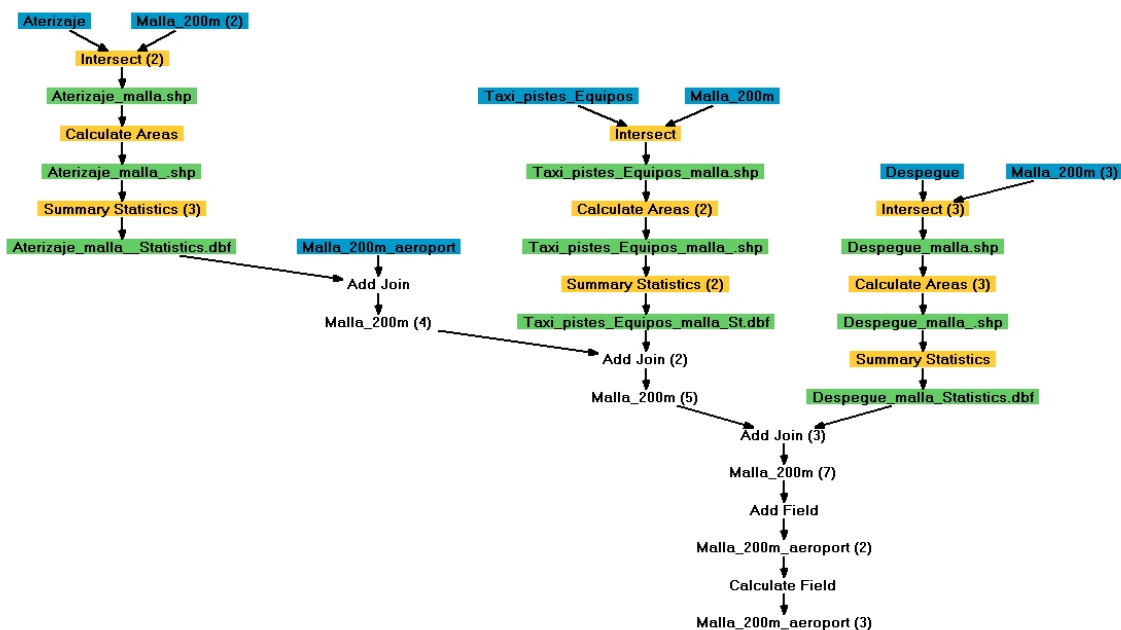 Aterizaje
Malla_200m (2)
Intersect (2)
Aterizaje_malla.shp
Taxi_pistes_Equipos
Malla_200m
Calculate Areas
Intersect
Aterizaje_malla_.shp
Taxi_pistes_Equipos_malla.shp
Despegue
Malla_200m (3)
Summary Statistics (3)
Calculate Areas (2)
Intersect (3)
Aterizaje_malla__Statistics.dbf
Malla_200m_aeroport
Taxi_pistes_Equipos_malla_.shp
Despegue_malla.shp
Add Join
Summary Statistics (2)
Calculate Areas (3)
Malla_200m (4)
Taxi_pistes_Equipos_malla_St.dbf
Despegue_malla_.shp
Add Join (2)
Summary Statistics
Malla_200m (5)
Despegue_malla_Statistics.dbf
Add Join (3)
Malla_200m (7)
Add Field
Malla_200m_aeroport (2)
Calculate Field
Malla_200m_aeroport (3)